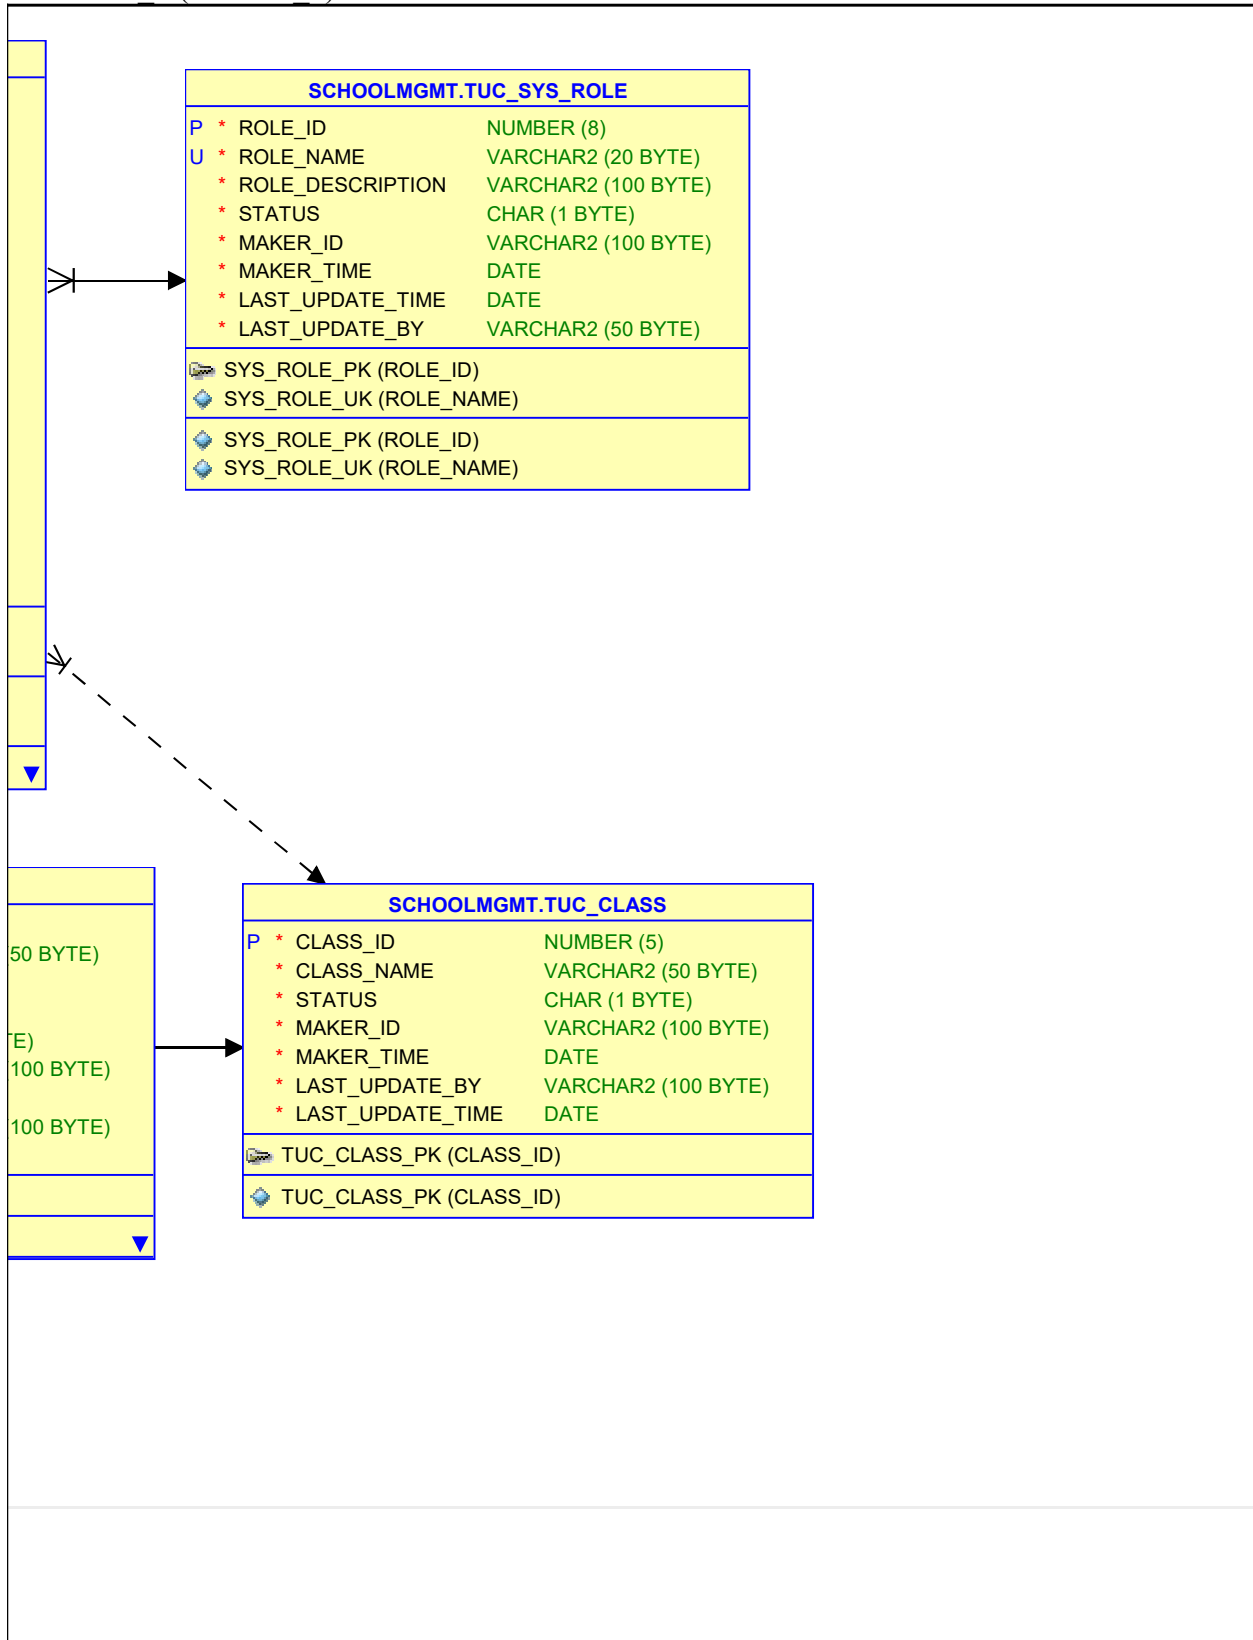 SCHOOLMGMT.TUC_SYS_ROLE
P * ROLE_ID NUMBER (8)
U * ROLE_NAME VARCHAR2 (20 BYTE)
* ROLE_DESCRIPTION VARCHAR2 (100 BYTE)
* STATUS CHAR (1 BYTE)
* MAKER_ID VARCHAR2 (100 BYTE)
* MAKER_TIME DATE
* LAST_UPDATE_TIME DATE
* LAST_UPDATE_BY VARCHAR2 (50 BYTE)
SYS_ROLE_PK (ROLE_ID)
SYS_ROLE_UK (ROLE_NAME)
SYS_ROLE_PK (ROLE_ID)
SYS_ROLE_UK (ROLE_NAME)
50 BYTE)
TE)
100 BYTE)
100 BYTE)
SCHOOLMGMT.TUC_CLASS
P * CLASS_ID NUMBER (5)
* CLASS_NAME VARCHAR2 (50 BYTE)
* STATUS CHAR (1 BYTE)
* MAKER_ID VARCHAR2 (100 BYTE)
* MAKER_TIME DATE
* LAST_UPDATE_BY VARCHAR2 (100 BYTE)
* LAST_UPDATE_TIME DATE
TUC_CLASS_PK (CLASS_ID)
TUC_CLASS_PK (CLASS_ID)